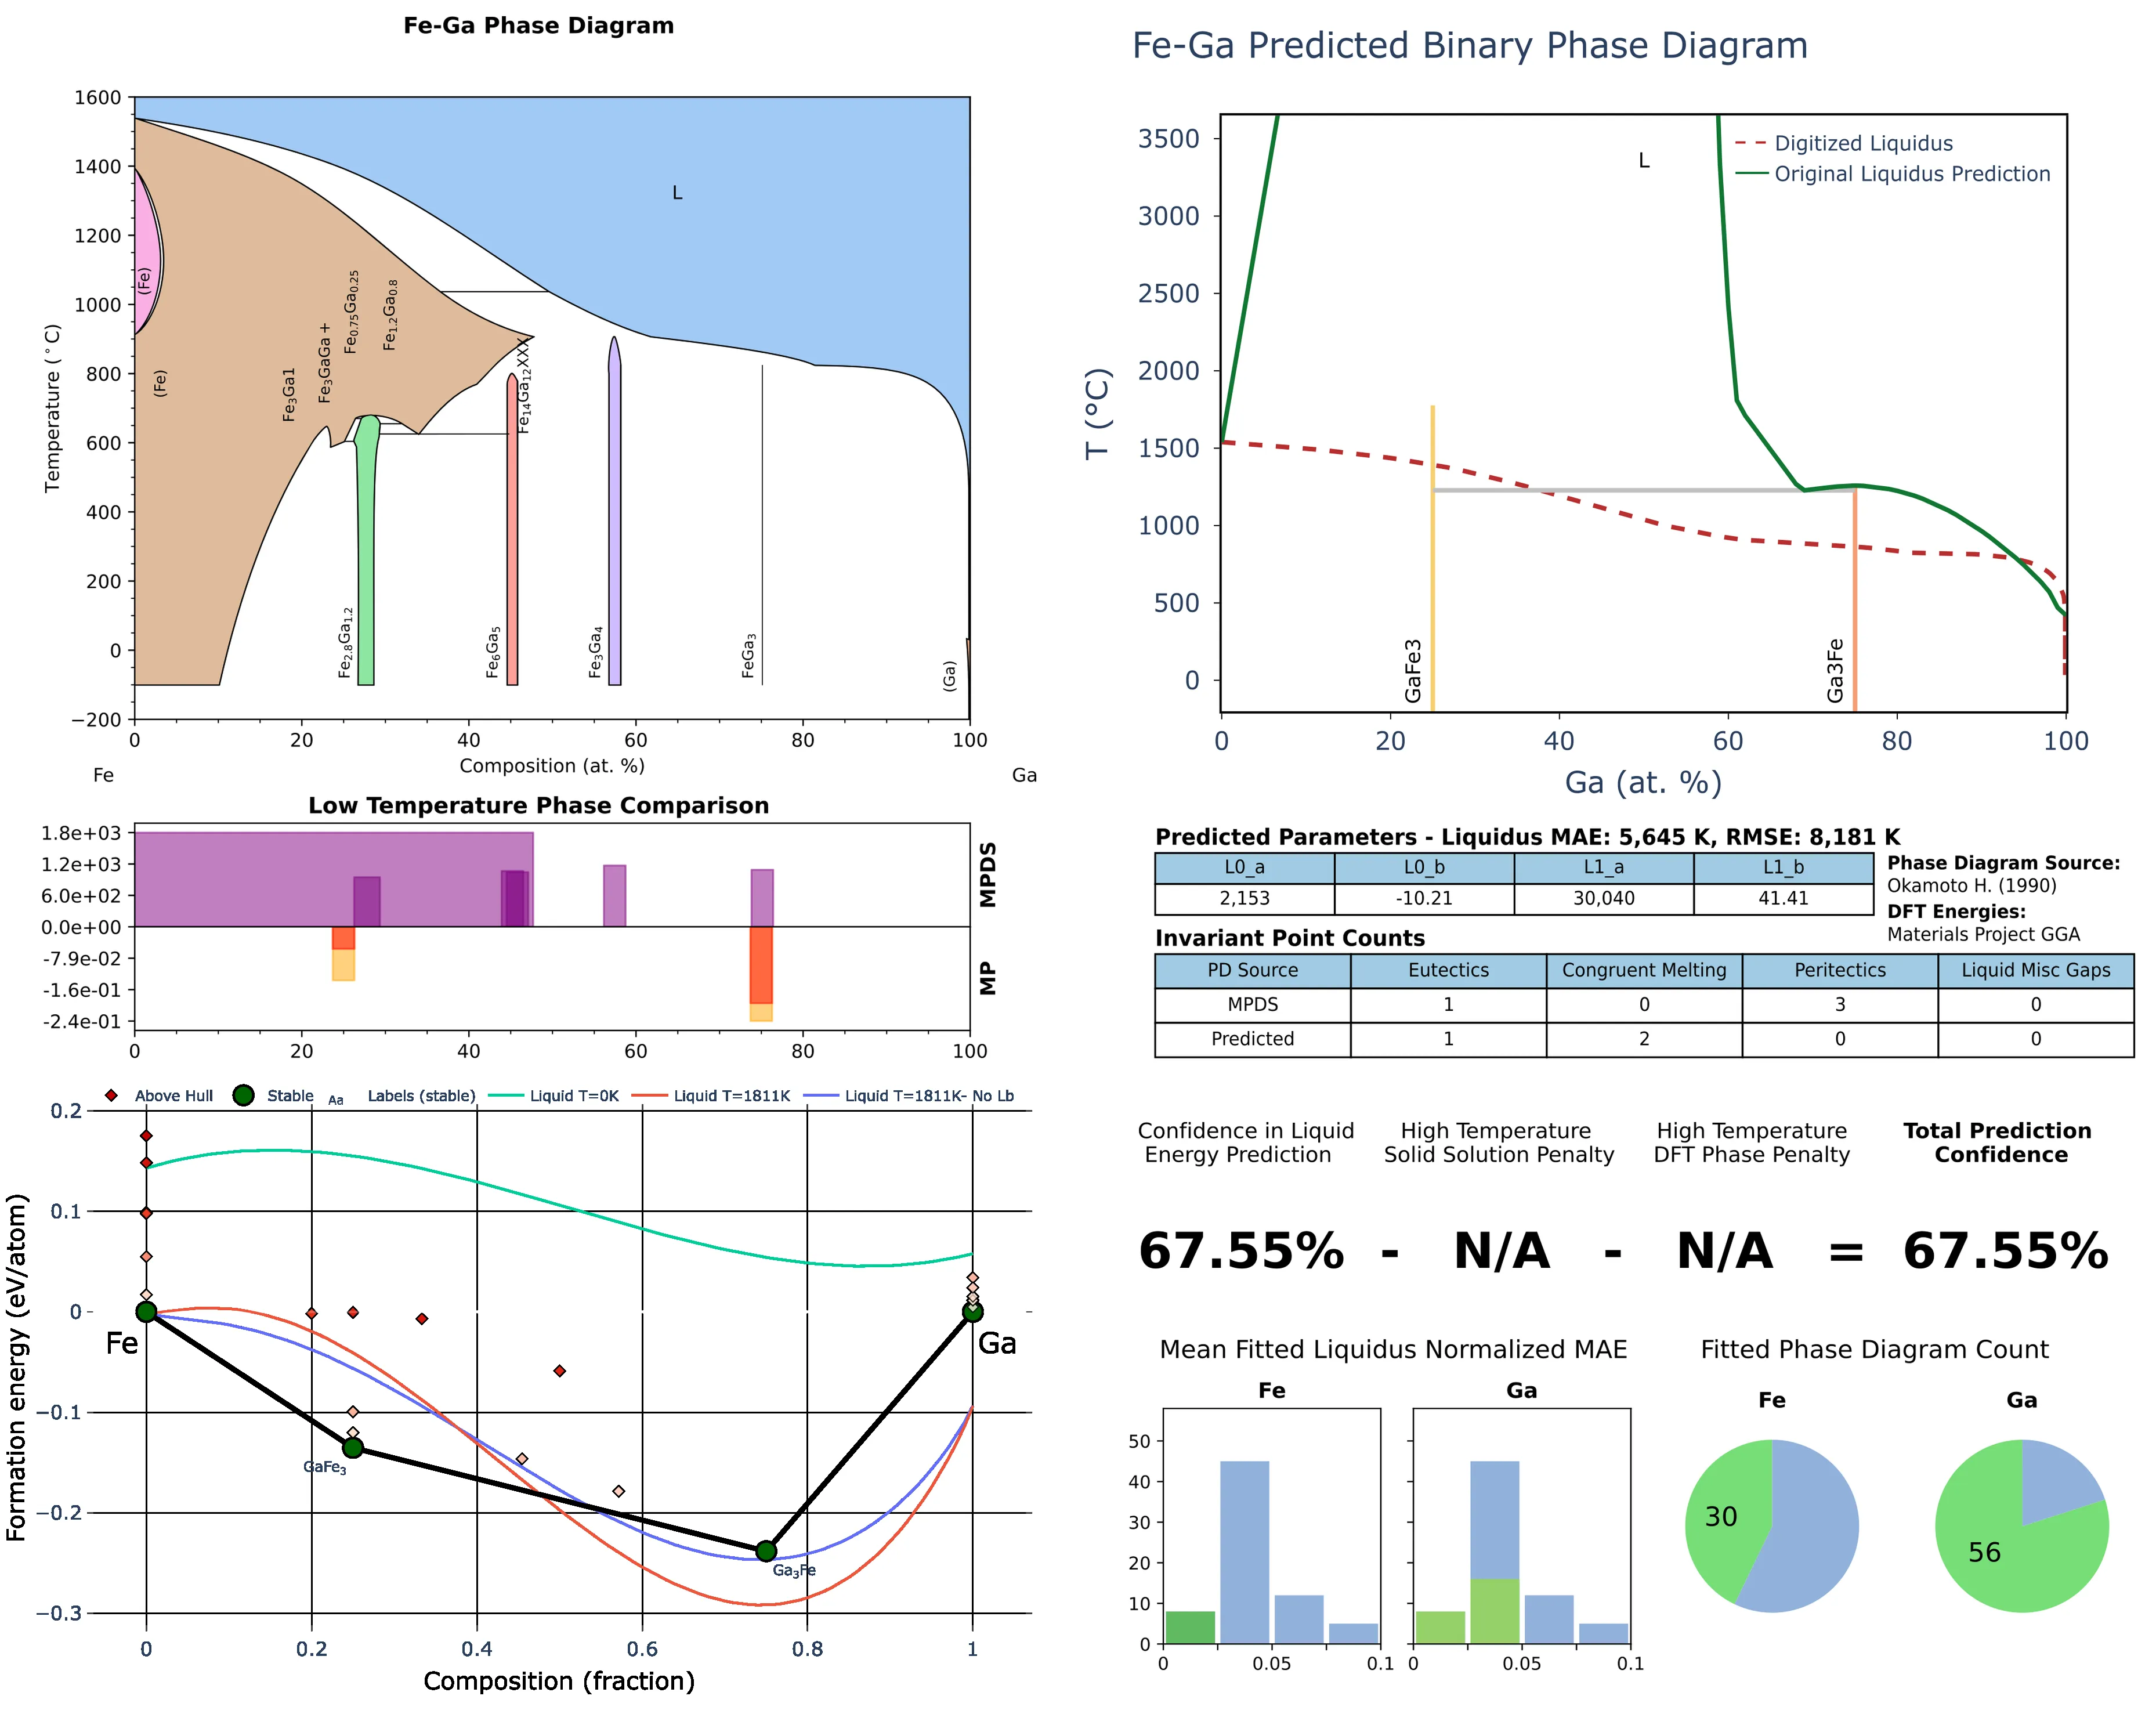 Fe-Ga Phase Diagram
1600
1400
1200
1000
800
600
400
200
0
−200
Temperature (°C)
L
(Fe)
(Fe)
Fe3Ga1
Fe3GaGa +
Fe0.75Ga0.25
Fe1.2Ga0.8
Fe14Ga12XXX
Fe2.8Ga1.2
Fe6Ga5
Fe3Ga4
FeGa3
(Ga)
0 20 40 60 80 100
Composition (at. %)
Fe Ga
Fe-Ga Predicted Binary Phase Diagram
3500
3000
2500
2000
1500
1000
500
0
T (°C)
L
Digitized Liquidus
Original Liquidus Prediction
GaFe3
Ga3Fe
0 20 40 60 80 100
Ga (at. %)
Low Temperature Phase Comparison
1.8e+03
1.2e+03
6.0e+02
0.0e+00
-7.9e-02
-1.6e-01
-2.4e-01
MPDS
MP
0 20 40 60 80 100
Predicted Parameters - Liquidus MAE: 5,645 K, RMSE: 8,181 K
L0_a L0_b L1_a L1_b
2,153 -10.21 30,040 41.41
Phase Diagram Source:
Okamoto H. (1990)
DFT Energies:
Materials Project GGA
Invariant Point Counts
PD Source Eutectics Congruent Melting Peritectics Liquid Misc Gaps
MPDS 1 0 3 0
Predicted 1 2 0 0
Above Hull Stable Aa Labels (stable) Liquid T=0K Liquid T=1811K Liquid T=1811K- No Lb
0.2
0.1
0
−0.1
−0.2
−0.3
Formation energy (eV/atom)
Fe
Ga
GaFe3
Ga3Fe
0 0.2 0.4 0.6 0.8 1
Composition (fraction)
Confidence in Liquid
Energy Prediction
High Temperature
Solid Solution Penalty
High Temperature
DFT Phase Penalty
Total Prediction
Confidence
67.55% - N/A - N/A = 67.55%
Mean Fitted Liquidus Normalized MAE
Fe Ga
50
40
30
20
10
0
0 0.05 0.1
0 0.05 0.1
Fitted Phase Diagram Count
Fe Ga
30
56